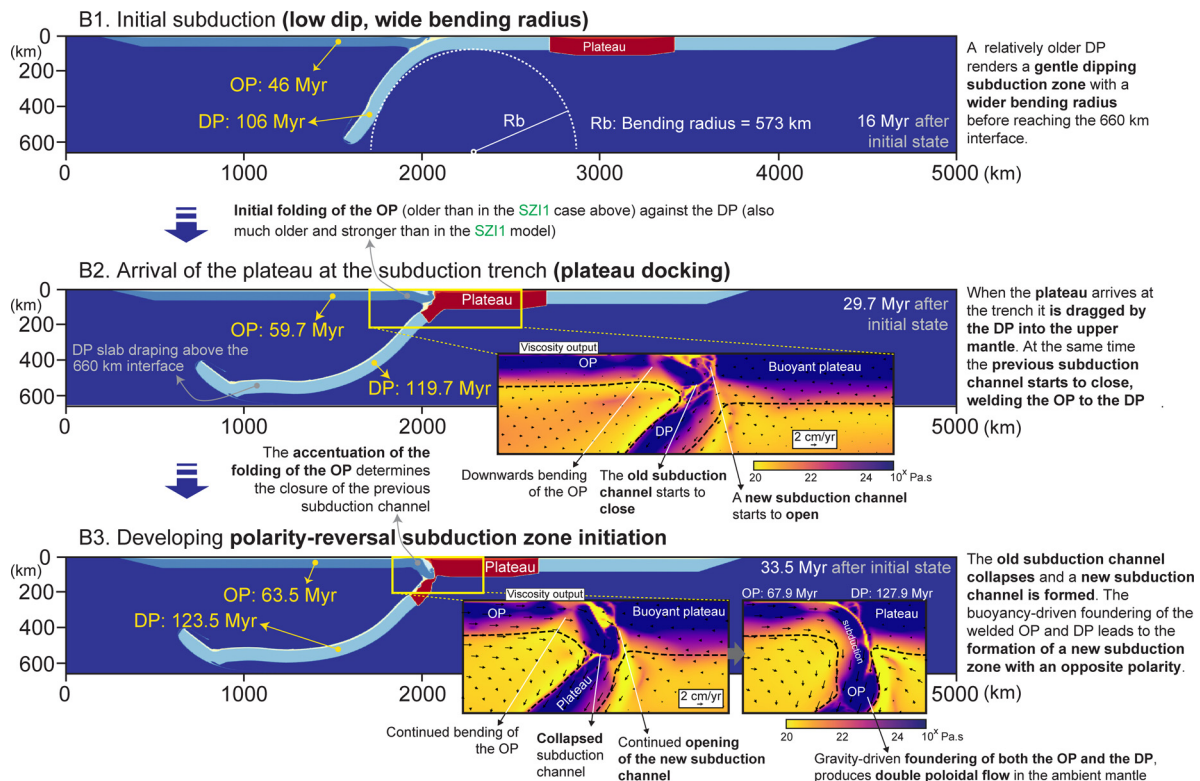 B1. Initial subduction (low dip, wide bending radius)
0
(km)
200
400
600
Plateau
OP: 46 Myr
DP: 106 Myr
Rb
Rb: Bending radius = 573 km
16 Myr after
initial state
0
1000
2000
3000
4000
5000 (km)
A relatively older DP
renders a gentle dipping
subduction zone with a
wider bending radius
before reaching the 660 km
interface.
Initial folding of the OP (older than in the SZI1 case above) against the DP (also
much older and stronger than in the SZI1 model)
B2. Arrival of the plateau at the subduction trench (plateau docking)
0
(km)
200
400
600
Plateau
OP: 59.7 Myr
29.7 Myr after
initial state
DP slab draping above the
660 km interface
DP: 119.7 Myr
Viscosity output
OP
Buoyant plateau
DP
2 cm/yr
0
1000
2000
5000 (km)
20
22
24
10ˣ Pa.s
Downwards bending
of the OP
The old subduction
channel starts to
close
A new subduction channel
starts to open
When the plateau arrives at
the trench it is dragged by
the DP into the upper
mantle. At the same time
the previous subduction
channel starts to close,
welding the OP to the DP .
The accentuation of the
folding of the OP determines
the closure of the previous
subduction channel
B3. Developing polarity-reversal subduction zone initiation
0
(km)
200
400
600
Plateau
OP: 63.5 Myr
33.5 Myr after initial state
DP: 123.5 Myr
Viscosity output
OP
Buoyant plateau
Plateau
2 cm/yr
OP: 67.9 Myr
DP: 127.9 Myr
Plateau
subduction
OP
0
1000
2000
5000 (km)
20
22
24
10ˣ Pa.s
Continued bending of
the OP
Collapsed
subduction
channel
Continued opening
of the new subduction
channel
Gravity-driven foundering of both the OP and the DP,
produces double poloidal flow in the ambient mantle
The old subduction channel
collapses and a new subduction
channel is formed. The
buoyancy-driven foundering of the
welded OP and DP leads to the
formation of a new subduction
zone with an opposite polarity.